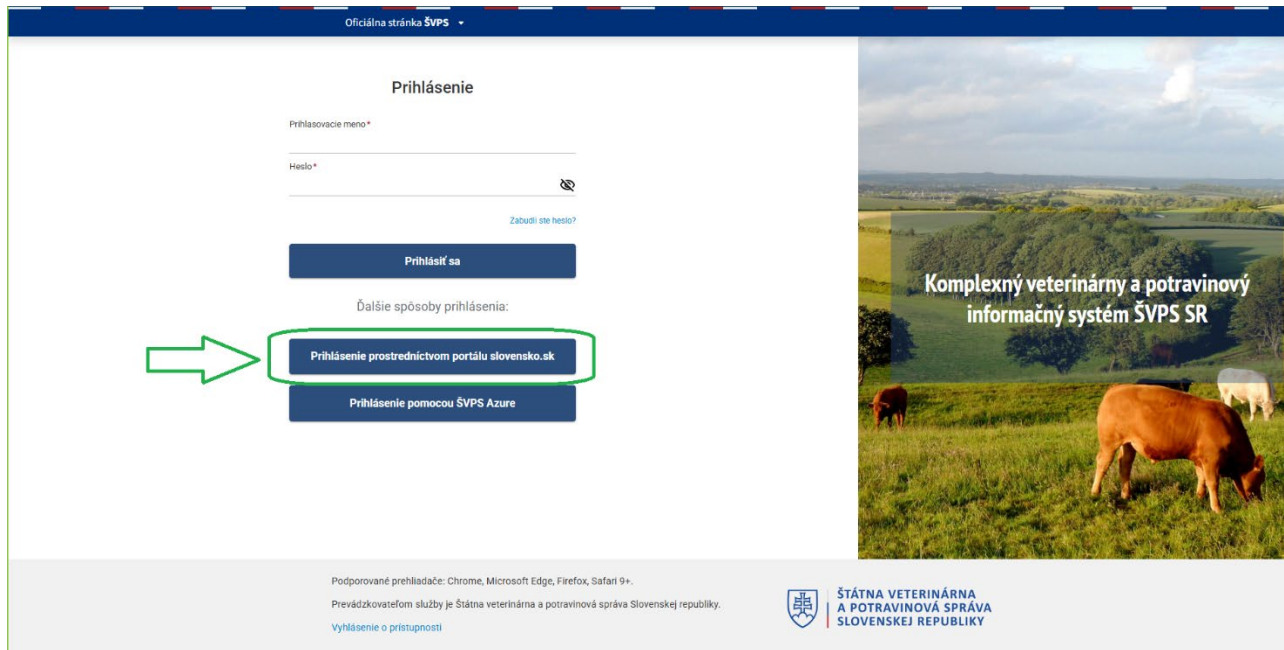 Oficiálna stránka ŠVPS
Prihlásenie
Prihlasovacie meno*
Heslo*
Zabudli ste heslo?
Prihlásiť sa
Ďalšie spôsoby prihlásenia:
Prihlásenie prostredníctvom portálu slovensko.sk
Prihlásenie pomocou ŠVPS Azure
Komplexný veterinárny a potravinový
informačný systém ŠVPS SR
Podporované prehliadače: Chrome, Microsoft Edge, Firefox, Safari 9+.
Prevádzkovateľom služby je Štátna veterinárna a potravinová správa Slovenskej republiky.
Vyhlásenie o prístupnosti
ŠTÁTNA VETERINÁRNA
A POTRAVINOVÁ SPRÁVA
SLOVENSKEJ REPUBLIKY